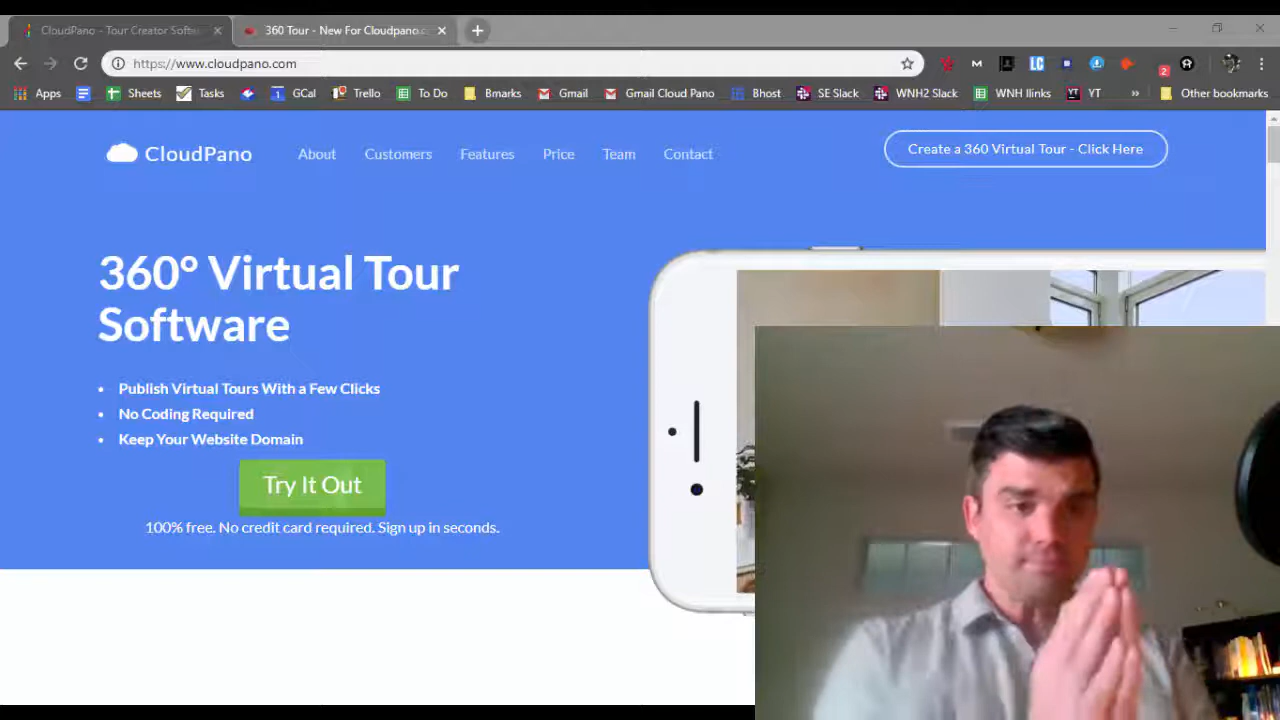 CloudPano - Tour Creator Softw
360 Tour - New For Cloudpano.c
https://www.cloudpano.com
Apps Sheets Tasks GCal Trello To Do Bmarks Gmail Gmail Cloud Pano Bhost SE Slack WNH2 Slack WNH llinks YT Other bookmarks
LC
2
CloudPano About Customers Features Price Team Contact Create a 360 Virtual Tour - Click Here
360° Virtual Tour
Software
Publish Virtual Tours With a Few Clicks
No Coding Required
Keep Your Website Domain
Try It Out
100% free. No credit card required. Sign up in seconds.